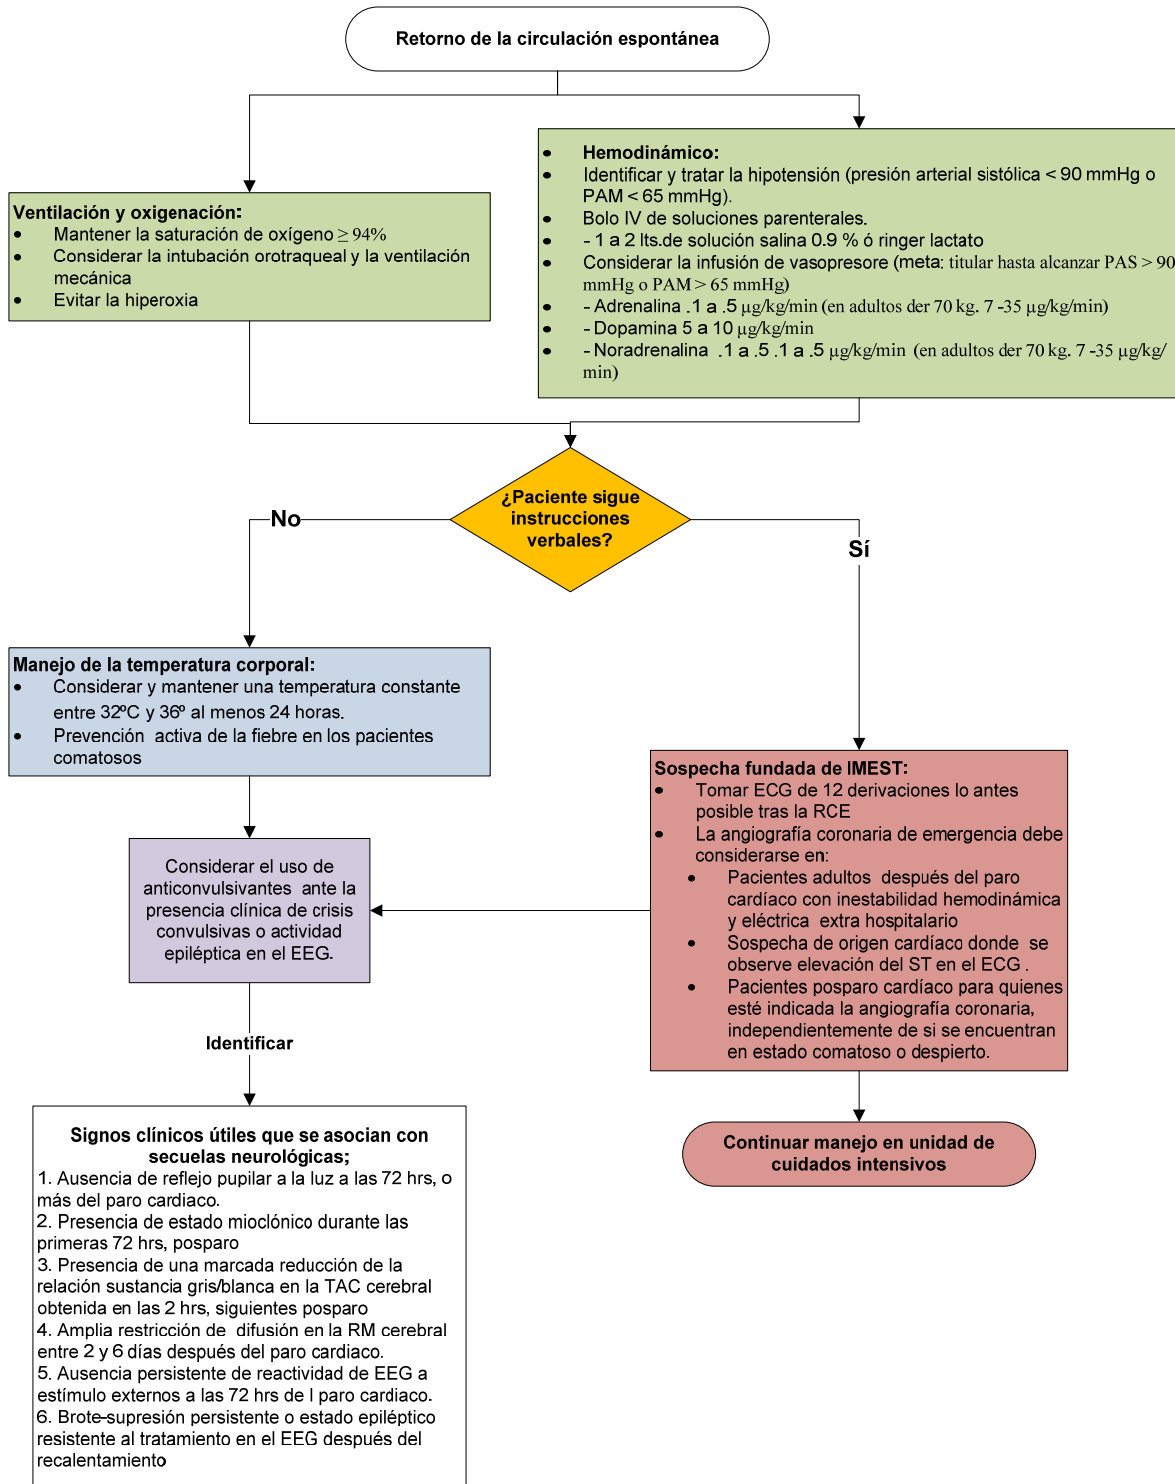 Retorno de la circulación espontánea
Ventilación y oxigenación:
• Mantener la saturación de oxígeno ≥ 94%
• Considerar la intubación orotraqueal y la ventilación
mecánica
• Evitar la hiperoxia
• Hemodinámico:
• Identificar y tratar la hipotensión (presión arterial sistólica < 90 mmHg o
PAM < 65 mmHg).
• Bolo IV de soluciones parenterales.
• - 1 a 2 lts.de solución salina 0.9 % ó ringer lactato
• Considerar la infusión de vasopresore (meta: titular hasta alcanzar PAS > 90
mmHg o PAM > 65 mmHg)
• - Adrenalina .1 a .5 µg/kg/min (en adultos der 70 kg. 7 -35 µg/kg/min)
• - Dopamina 5 a 10 µg/kg/min
• - Noradrenalina .1 a .5 .1 a .5 µg/kg/min (en adultos der 70 kg. 7 -35 µg/kg/
min)
¿Paciente sigue
instrucciones
verbales?
No
Sí
Manejo de la temperatura corporal:
• Considerar y mantener una temperatura constante
entre 32ºC y 36º al menos 24 horas.
• Prevención activa de la fiebre en los pacientes
comatosos
Sospecha fundada de IMEST:
• Tomar ECG de 12 derivaciones lo antes
posible tras la RCE
• La angiografía coronaria de emergencia debe
considerarse en:
• Pacientes adultos después del paro
cardíaco con inestabilidad hemodinámica
y eléctrica extra hospitalario
• Sospecha de origen cardíaco donde se
observe elevación del ST en el ECG .
• Pacientes posparo cardíaco para quienes
esté indicada la angiografía coronaria,
independientemente de si se encuentran
en estado comatoso o despierto.
Considerar el uso de
anticonvulsivantes ante la
presencia clínica de crisis
convulsivas o actividad
epiléptica en el EEG.
Identificar
Continuar manejo en unidad de
cuidados intensivos
Signos clínicos útiles que se asocian con
secuelas neurológicas;
1. Ausencia de reflejo pupilar a la luz a las 72 hrs, o
más del paro cardiaco.
2. Presencia de estado mioclónico durante las
primeras 72 hrs, posparo
3. Presencia de una marcada reducción de la
relación sustancia gris/blanca en la TAC cerebral
obtenida en las 2 hrs, siguientes posparo
4. Amplia restricción de difusión en la RM cerebral
entre 2 y 6 días después del paro cardiaco.
5. Ausencia persistente de reactividad de EEG a
estímulo externos a las 72 hrs de l paro cardiaco.
6. Brote-supresión persistente o estado epiléptico
resistente al tratamiento en el EEG después del
recalentamiento